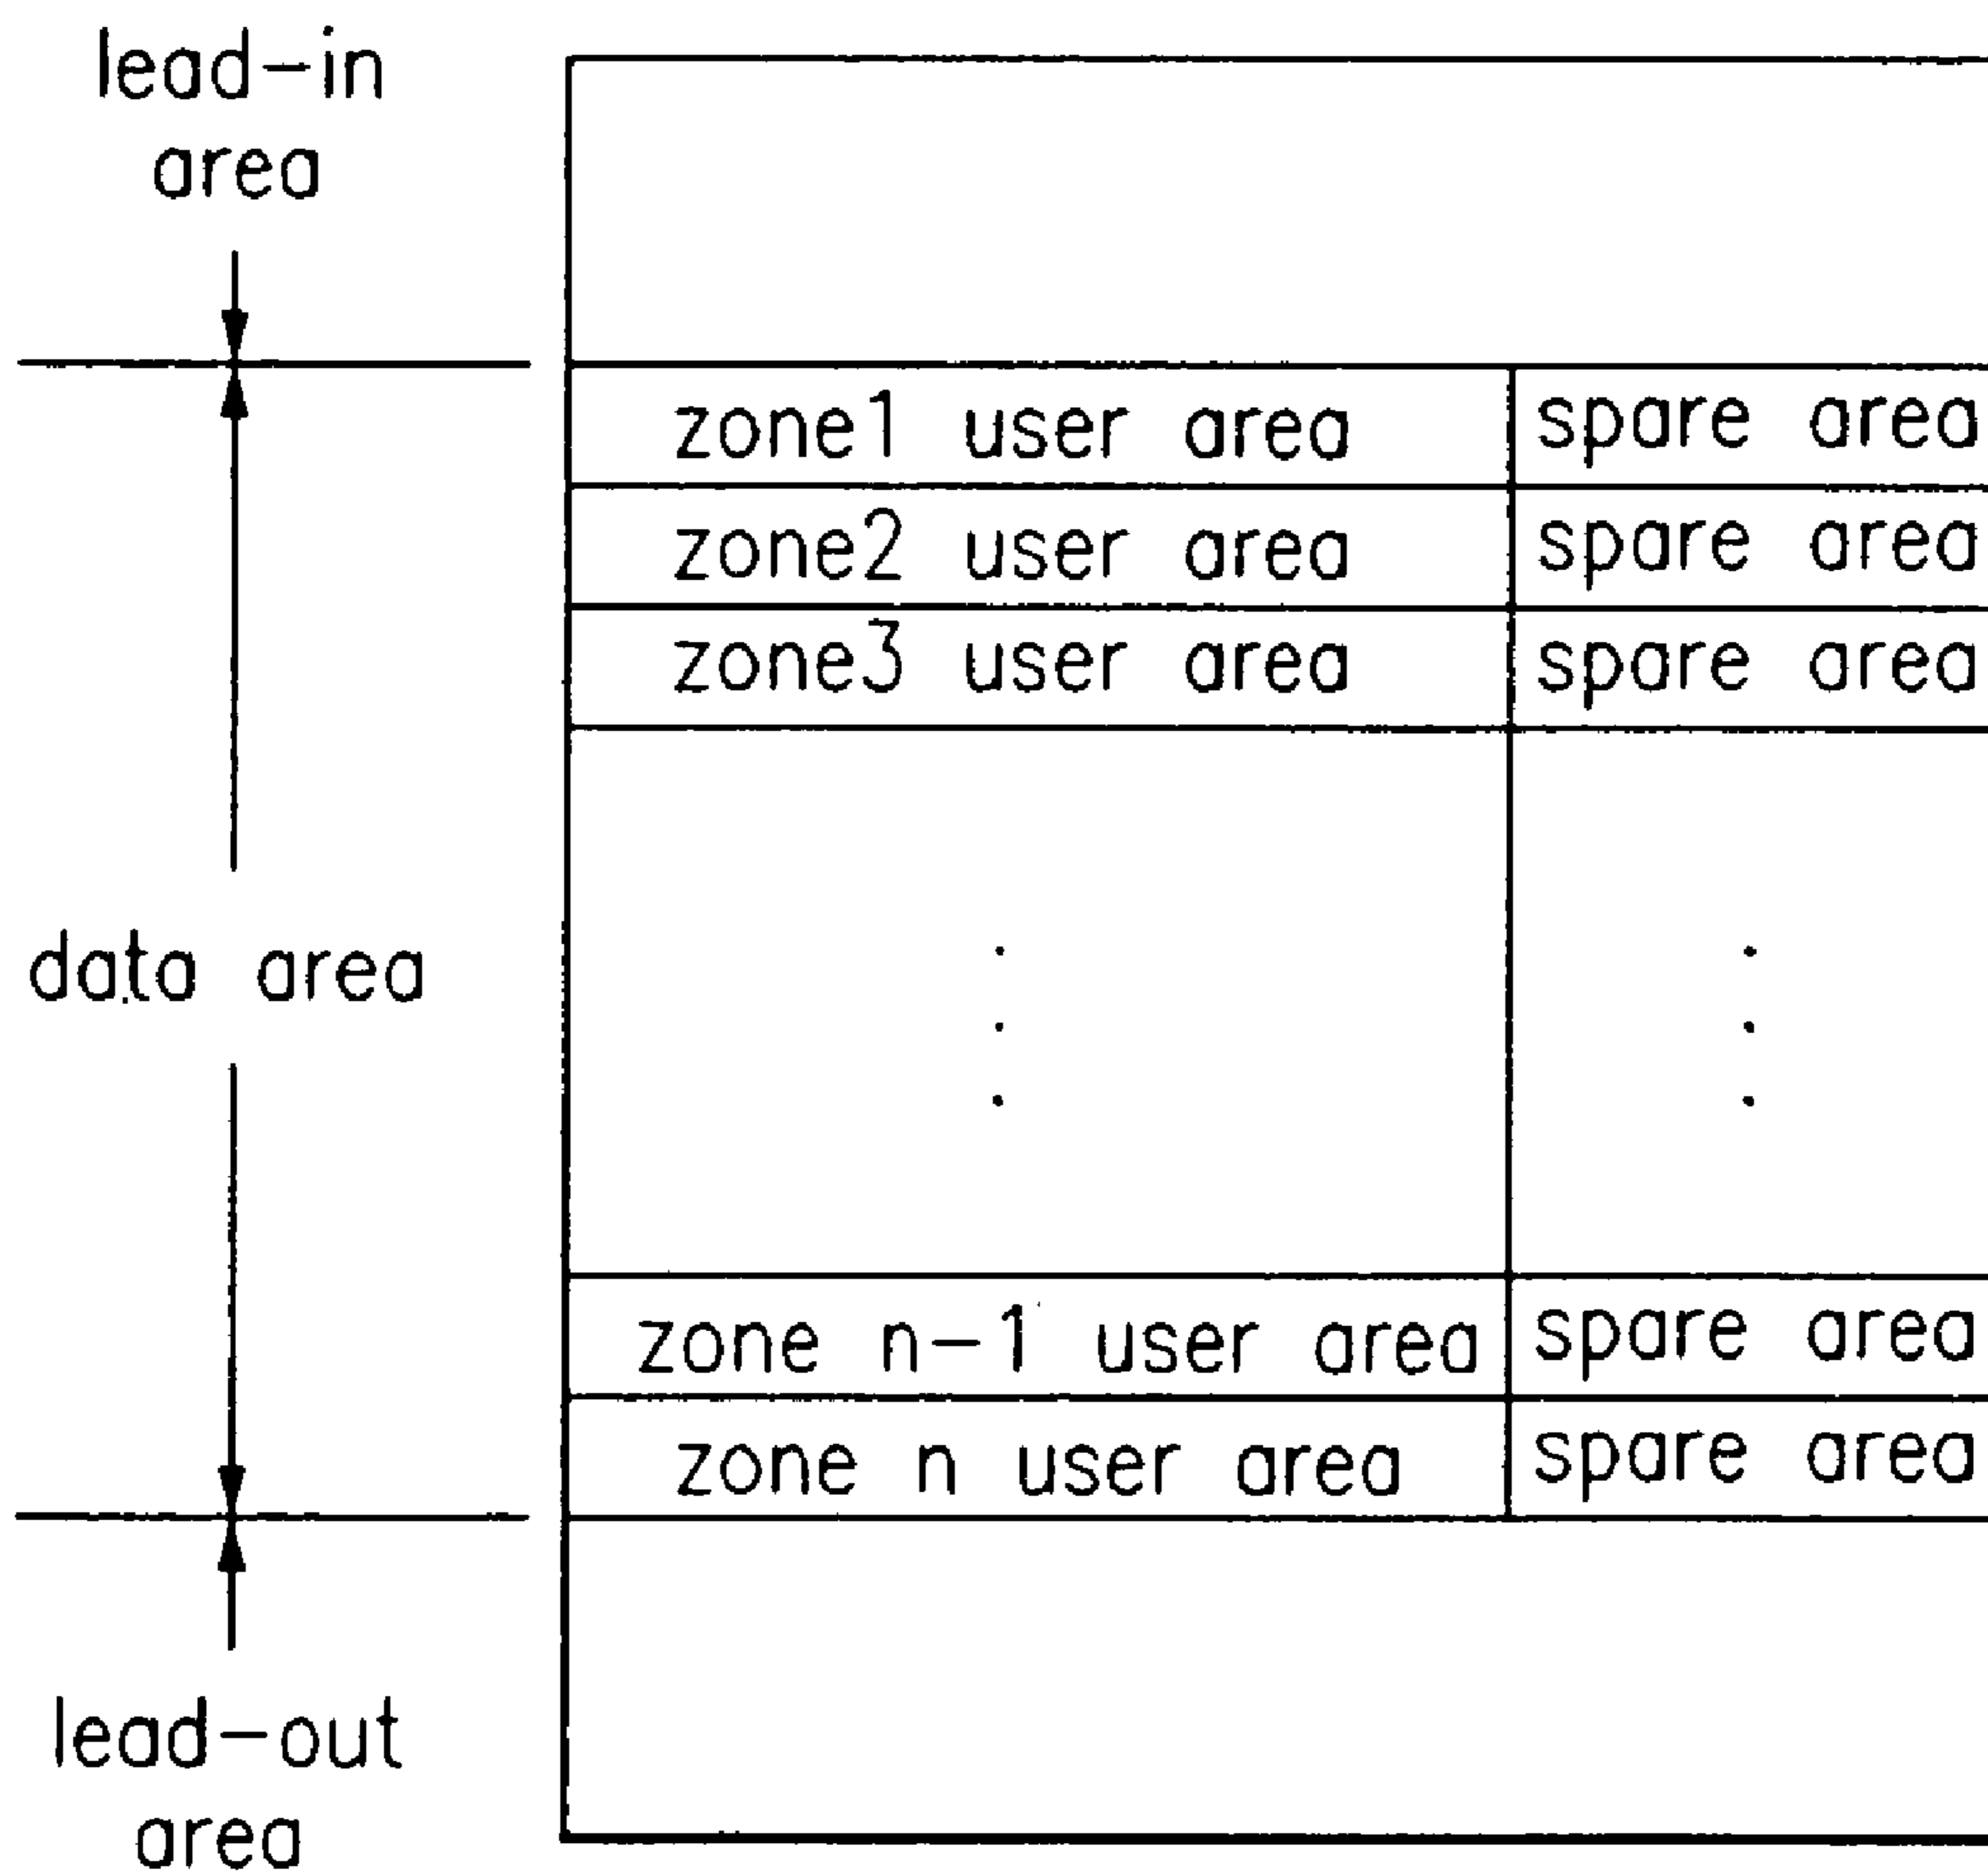 lead-in
area
zone1 user area spare area
zone2 user area spare area
zone3 user area spare area
data area
zone n-1 user area spare area
zone n user area spare area
lead-out
area